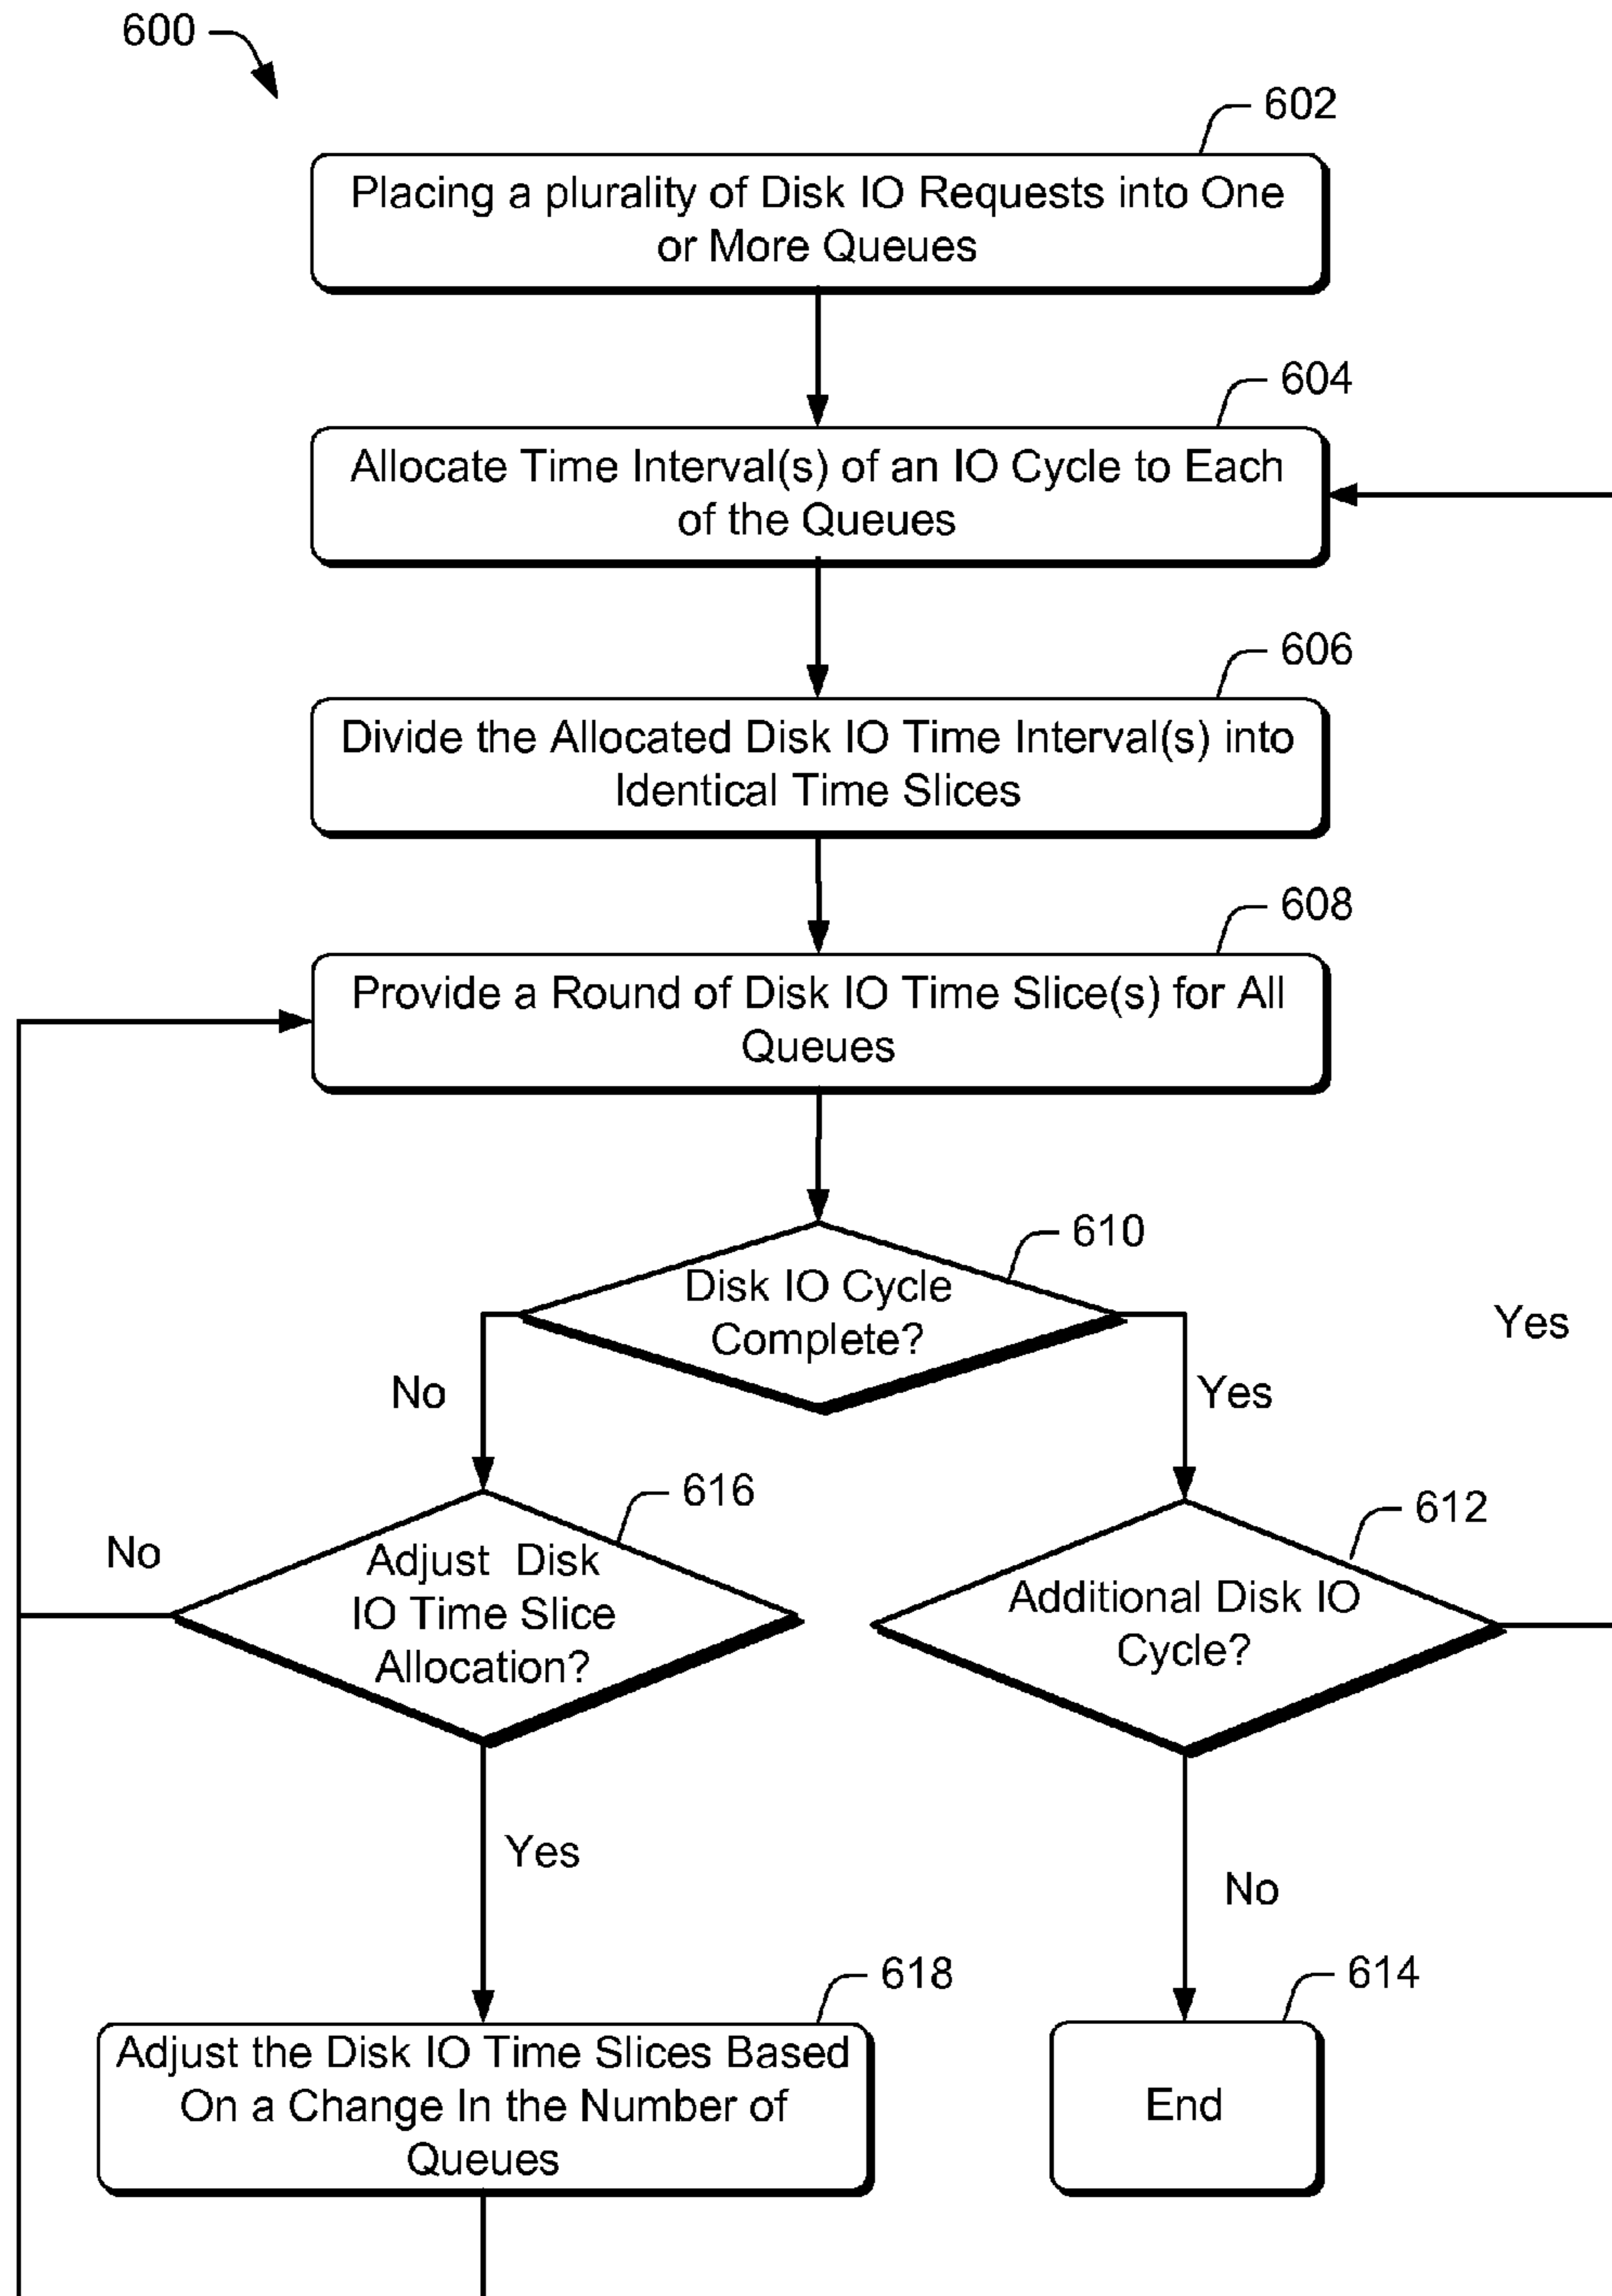 600
602
Placing a plurality of Disk IO Requests into One
or More Queues
604
Allocate Time Interval(s) of an IO Cycle to Each
of the Queues
606
Divide the Allocated Disk IO Time Interval(s) into
Identical Time Slices
608
Provide a Round of Disk IO Time Slice(s) for All
Queues
610
Disk IO Cycle
Complete?
Yes
No
Yes
616
612
No
Adjust Disk
IO Time Slice
Allocation?
Additional Disk IO
Cycle?
Yes
No
618
614
Adjust the Disk IO Time Slices Based
On a Change In the Number of
Queues
End